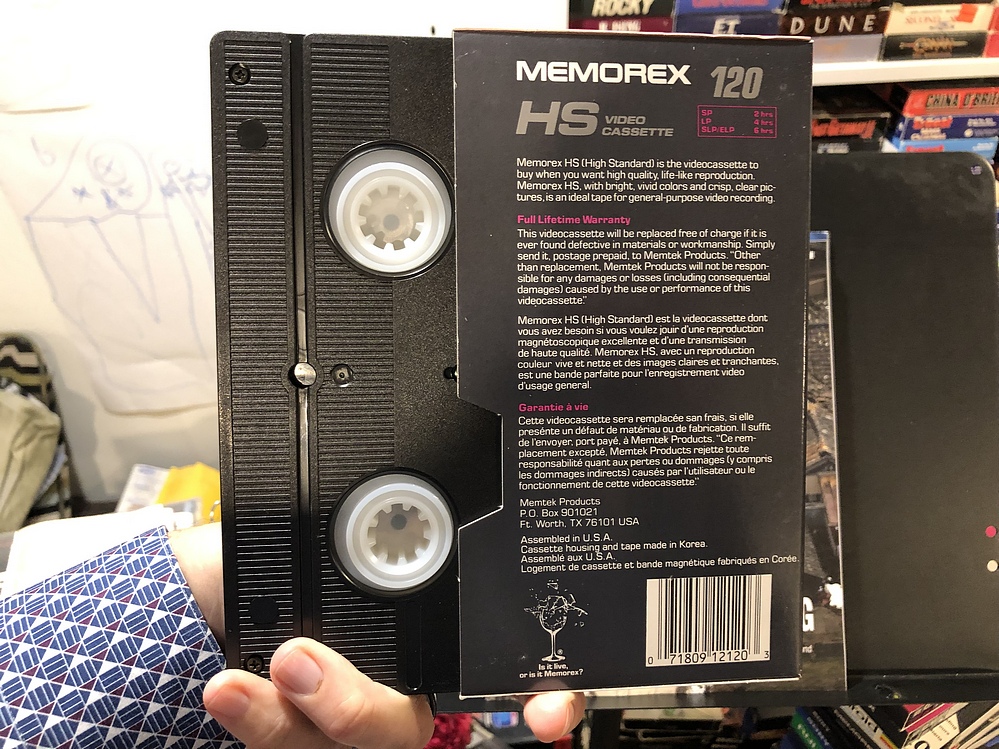 ROCKY
E.T.
DUNE
CHINA O'BRIEN
MEMOREX 120
HS VIDEO
CASSETTE
SP 2 hrs
LP 4 hrs
SLP/ELP 6 hrs
Memorex HS (High Standard) is the videocassette to
buy when you want high quality, life-like reproduction.
Memorex HS, with bright, vivid colors and crisp, clear pic-
tures, is an ideal tape for general-purpose video recording.
Full Lifetime Warranty
This videocassette will be replaced free of charge if it is
ever found defective in materials or workmanship. Simply
send it, postage prepaid, to Memtek Products. "Other
than replacement, Memtek Products will not be respon-
sible for any damages or losses (including consequential
damages) caused by the use or performance of this
videocassette."
Memorex HS (High Standard) est la videocassette dont
vous avez besoin si vous voulez jouir d'une reproduction
magnétoscopique excellente et d'une transmission
de haute qualité. Memorex HS, avec un reproduction
couleur vive et nette et des images claires et tranchantes,
est une bande parfaite pour l'enregistrement video
d'usage general.
Garantie à vie
Cette videocassette sera remplacée san frais, si elle
présente un défaut de matériau ou de fabrication. Il suffit
de l'envoyer, port payé, à Memtek Products. "Ce rem-
placement excepté, Memtek Products rejette toute
responsabilité quant aux pertes ou dommages (y compris
les dommages indirects) causés par l'utilisateur ou le
fonctionnement de cette videocassette."
Memtek Products
P.O. Box 901021
Ft. Worth, TX 76101 USA
Assembled in U.S.A.
Cassette housing and tape made in Korea.
Assemblé aux U.S.A.
Logement de cassette et bande magnétique fabriqués en Corée.
Is it live,
or is it Memorex?
0 71809 12120 3